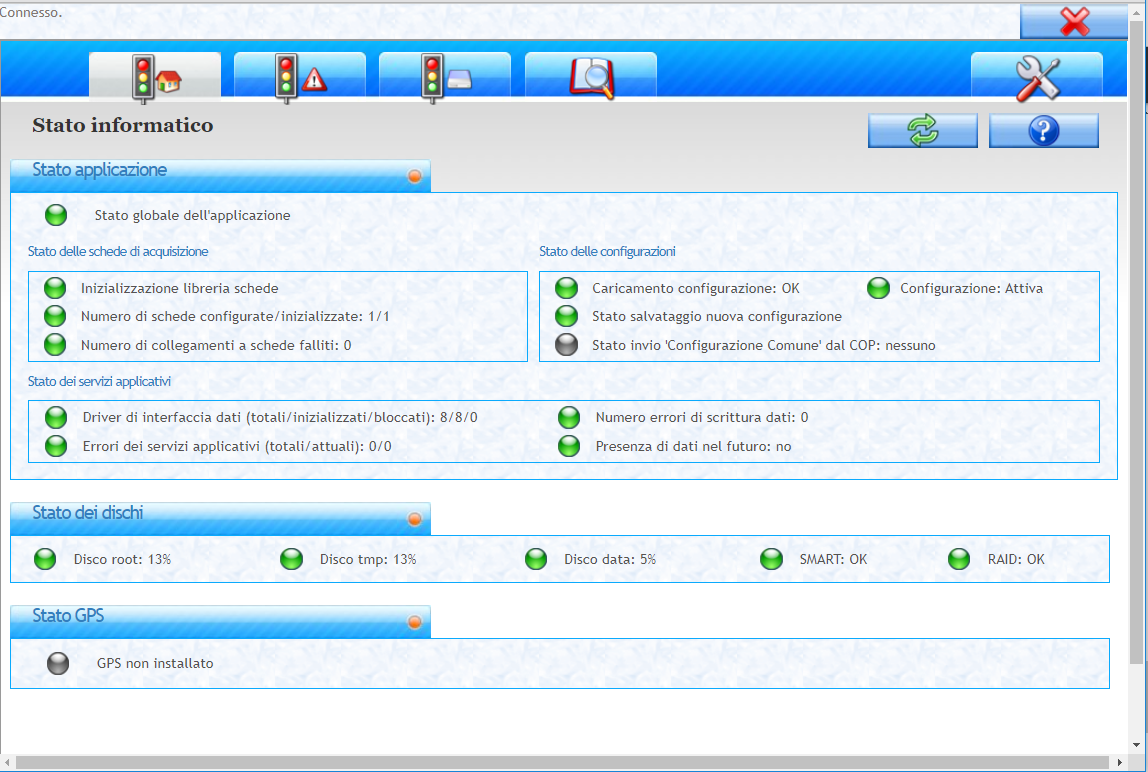 Connesso.
Stato informatico
Stato applicazione
Stato globale dell'applicazione
Stato delle schede di acquisizione
Stato delle configurazioni
Inizializzazione libreria schede
Caricamento configurazione: OK
Configurazione: Attiva
Numero di schede configurate/inizializzate: 1/1
Stato salvataggio nuova configurazione
Numero di collegamenti a schede falliti: 0
Stato invio 'Configurazione Comune' dal COP: nessuno
Stato dei servizi applicativi
Driver di interfaccia dati (totali/inizializzati/bloccati): 8/8/0
Numero errori di scrittura dati: 0
Errori dei servizi applicativi (totali/attuali): 0/0
Presenza di dati nel futuro: no
Stato dei dischi
Disco root: 13%
Disco tmp: 13%
Disco data: 5%
SMART: OK
RAID: OK
Stato GPS
GPS non installato